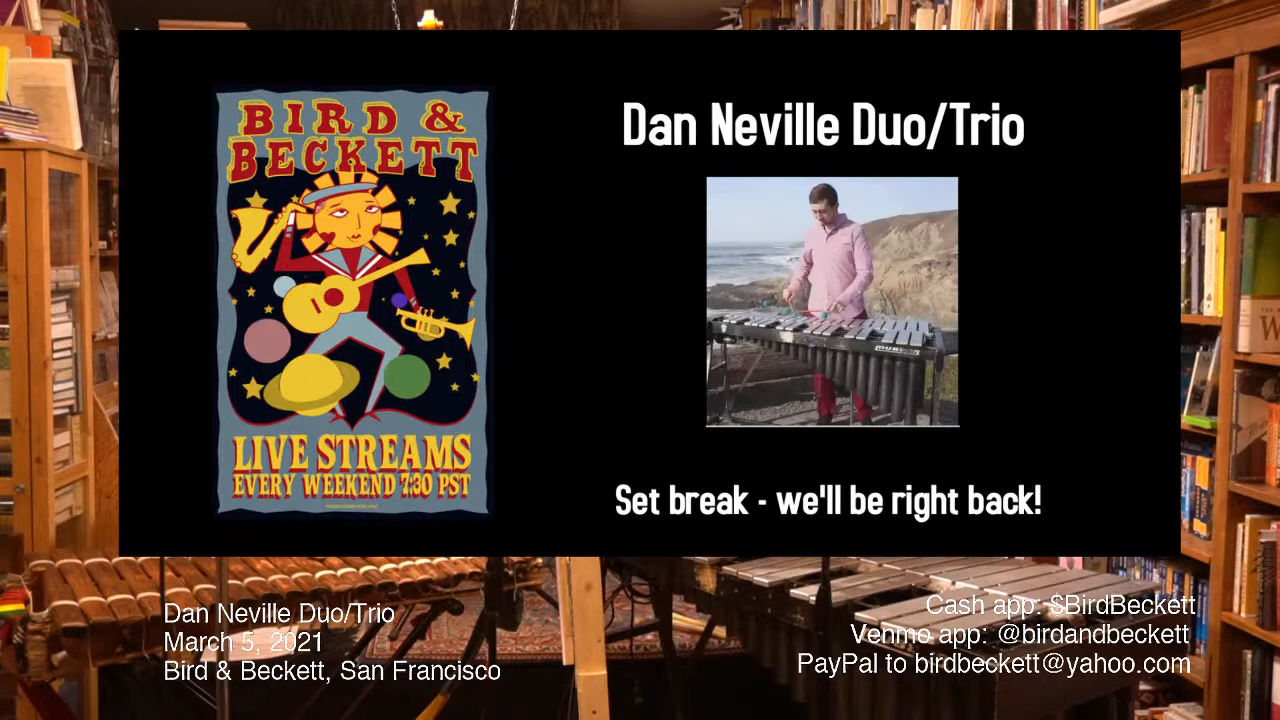 BIRD &
BECKETT
LIVE STREAMS
EVERY WEEKEND 7:30 PST
Dan Neville Duo/Trio
Set break - we'll be right back!
Dan Neville Duo/Trio
March 5, 2021
Bird & Beckett, San Francisco
Cash app: $BirdBeckett
Venmo app: @birdandbeckett
PayPal to birdbeckett@yahoo.com